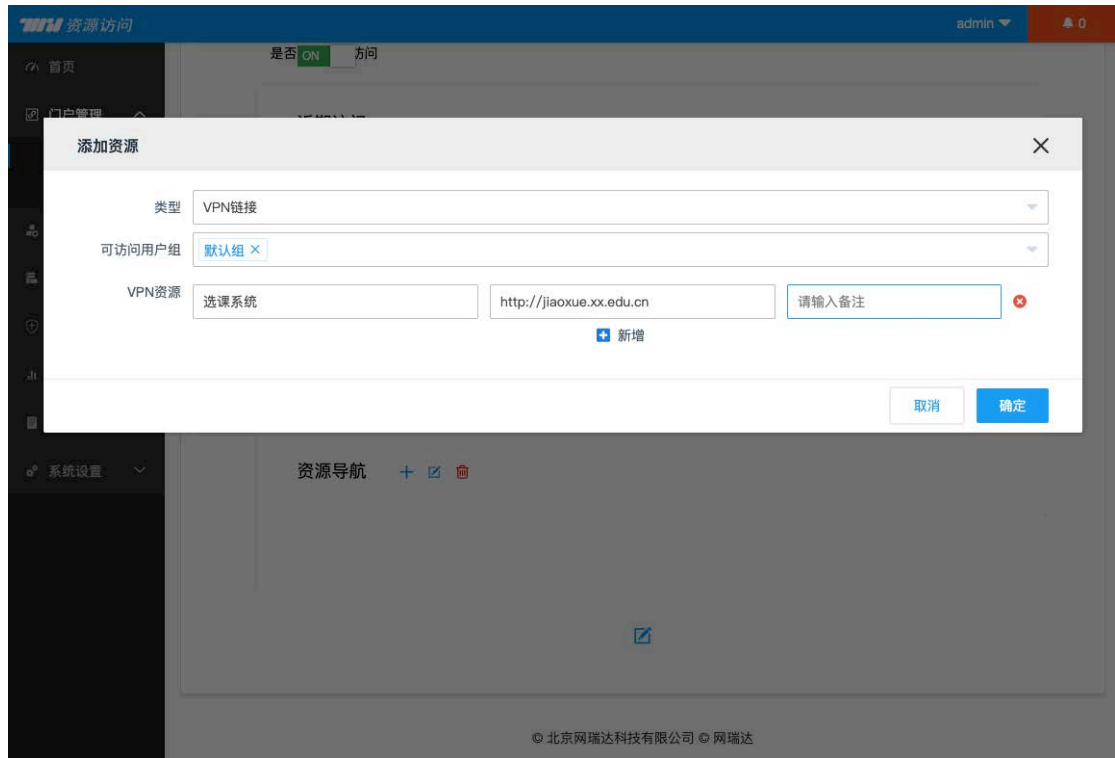 资源访问
admin
0
首页
是否 ON 访问
门户管理
添加资源
类型
VPN链接
可访问用户组
默认组
VPN资源
选课系统
http://jiaoxue.xx.edu.cn
请输入备注
新增
取消
确定
系统设置
资源导航
© 北京网瑞达科技有限公司 © 网瑞达